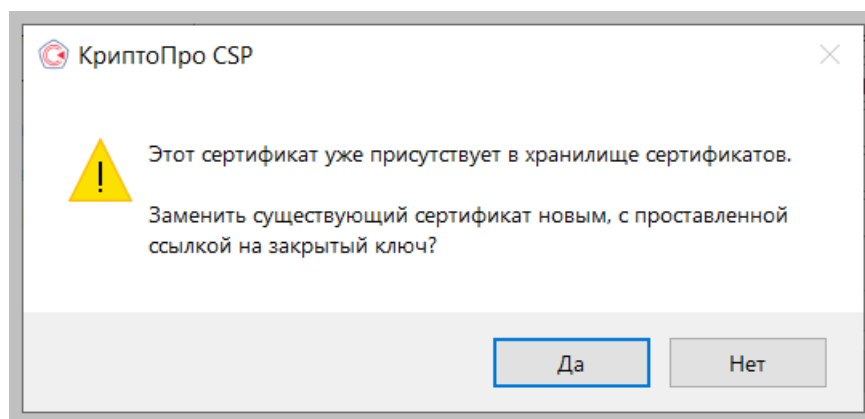 КриптоПро CSP
Этот сертификат уже присутствует в хранилище сертификатов.
Заменить существующий сертификат новым, с проставленной
ссылкой на закрытый ключ?
Да
Нет